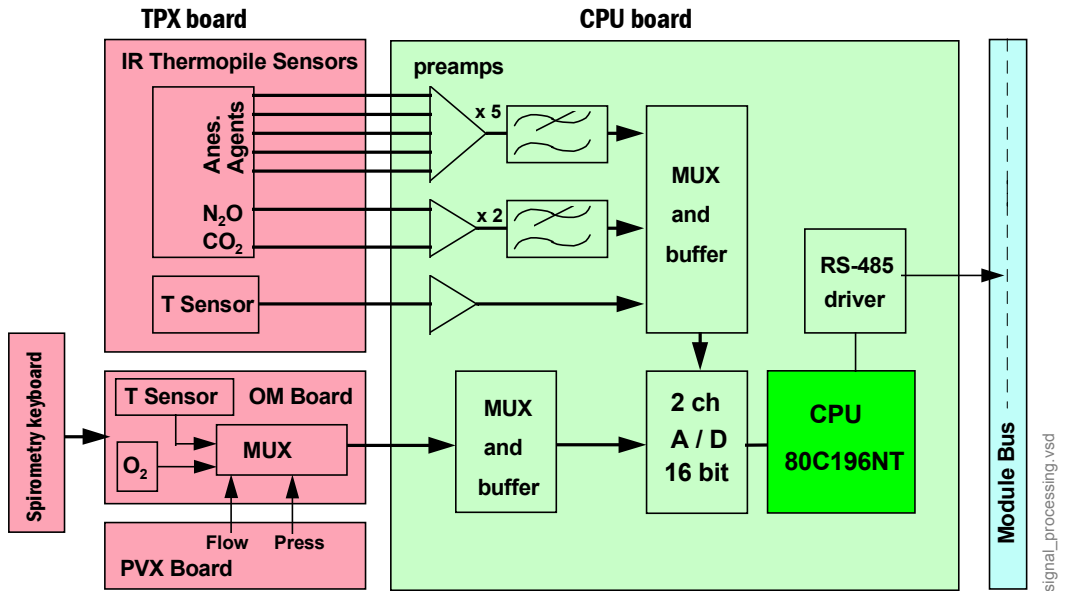 TPX board
CPU board
IR Thermopile Sensors
Anes.
Agents
N₂O
CO₂
T Sensor
preamps
x 5
x 2
MUX
and
buffer
RS-485
driver
Spirometry keyboard
T Sensor
OM Board
O₂
MUX
Flow
Press
PVX Board
MUX
and
buffer
2 ch
A / D
16 bit
CPU
80C196NT
Module Bus
signal_processing.vsd